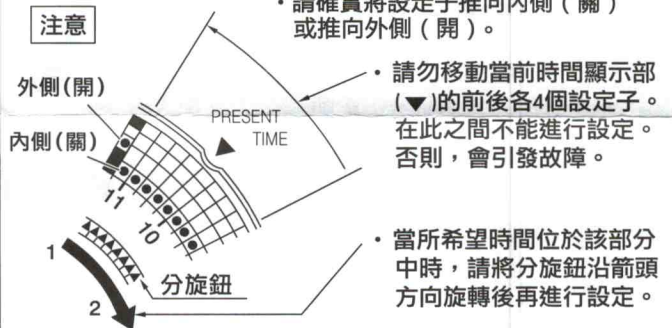 注意
・請確實將設定子推向內側(關)
或推向外側(開)。
外側(開)
內側(關)
PRESENT
TIME
11
10
・請勿移動當前時間顯示部
(▼)的前後各4個設定子。
在此之間不能進行設定。
否則,會引發故障。
1
2
分旋鈕
・當所希望時間位於該部分
中時,請將分旋鈕沿箭頭
方向旋轉後再進行設定。